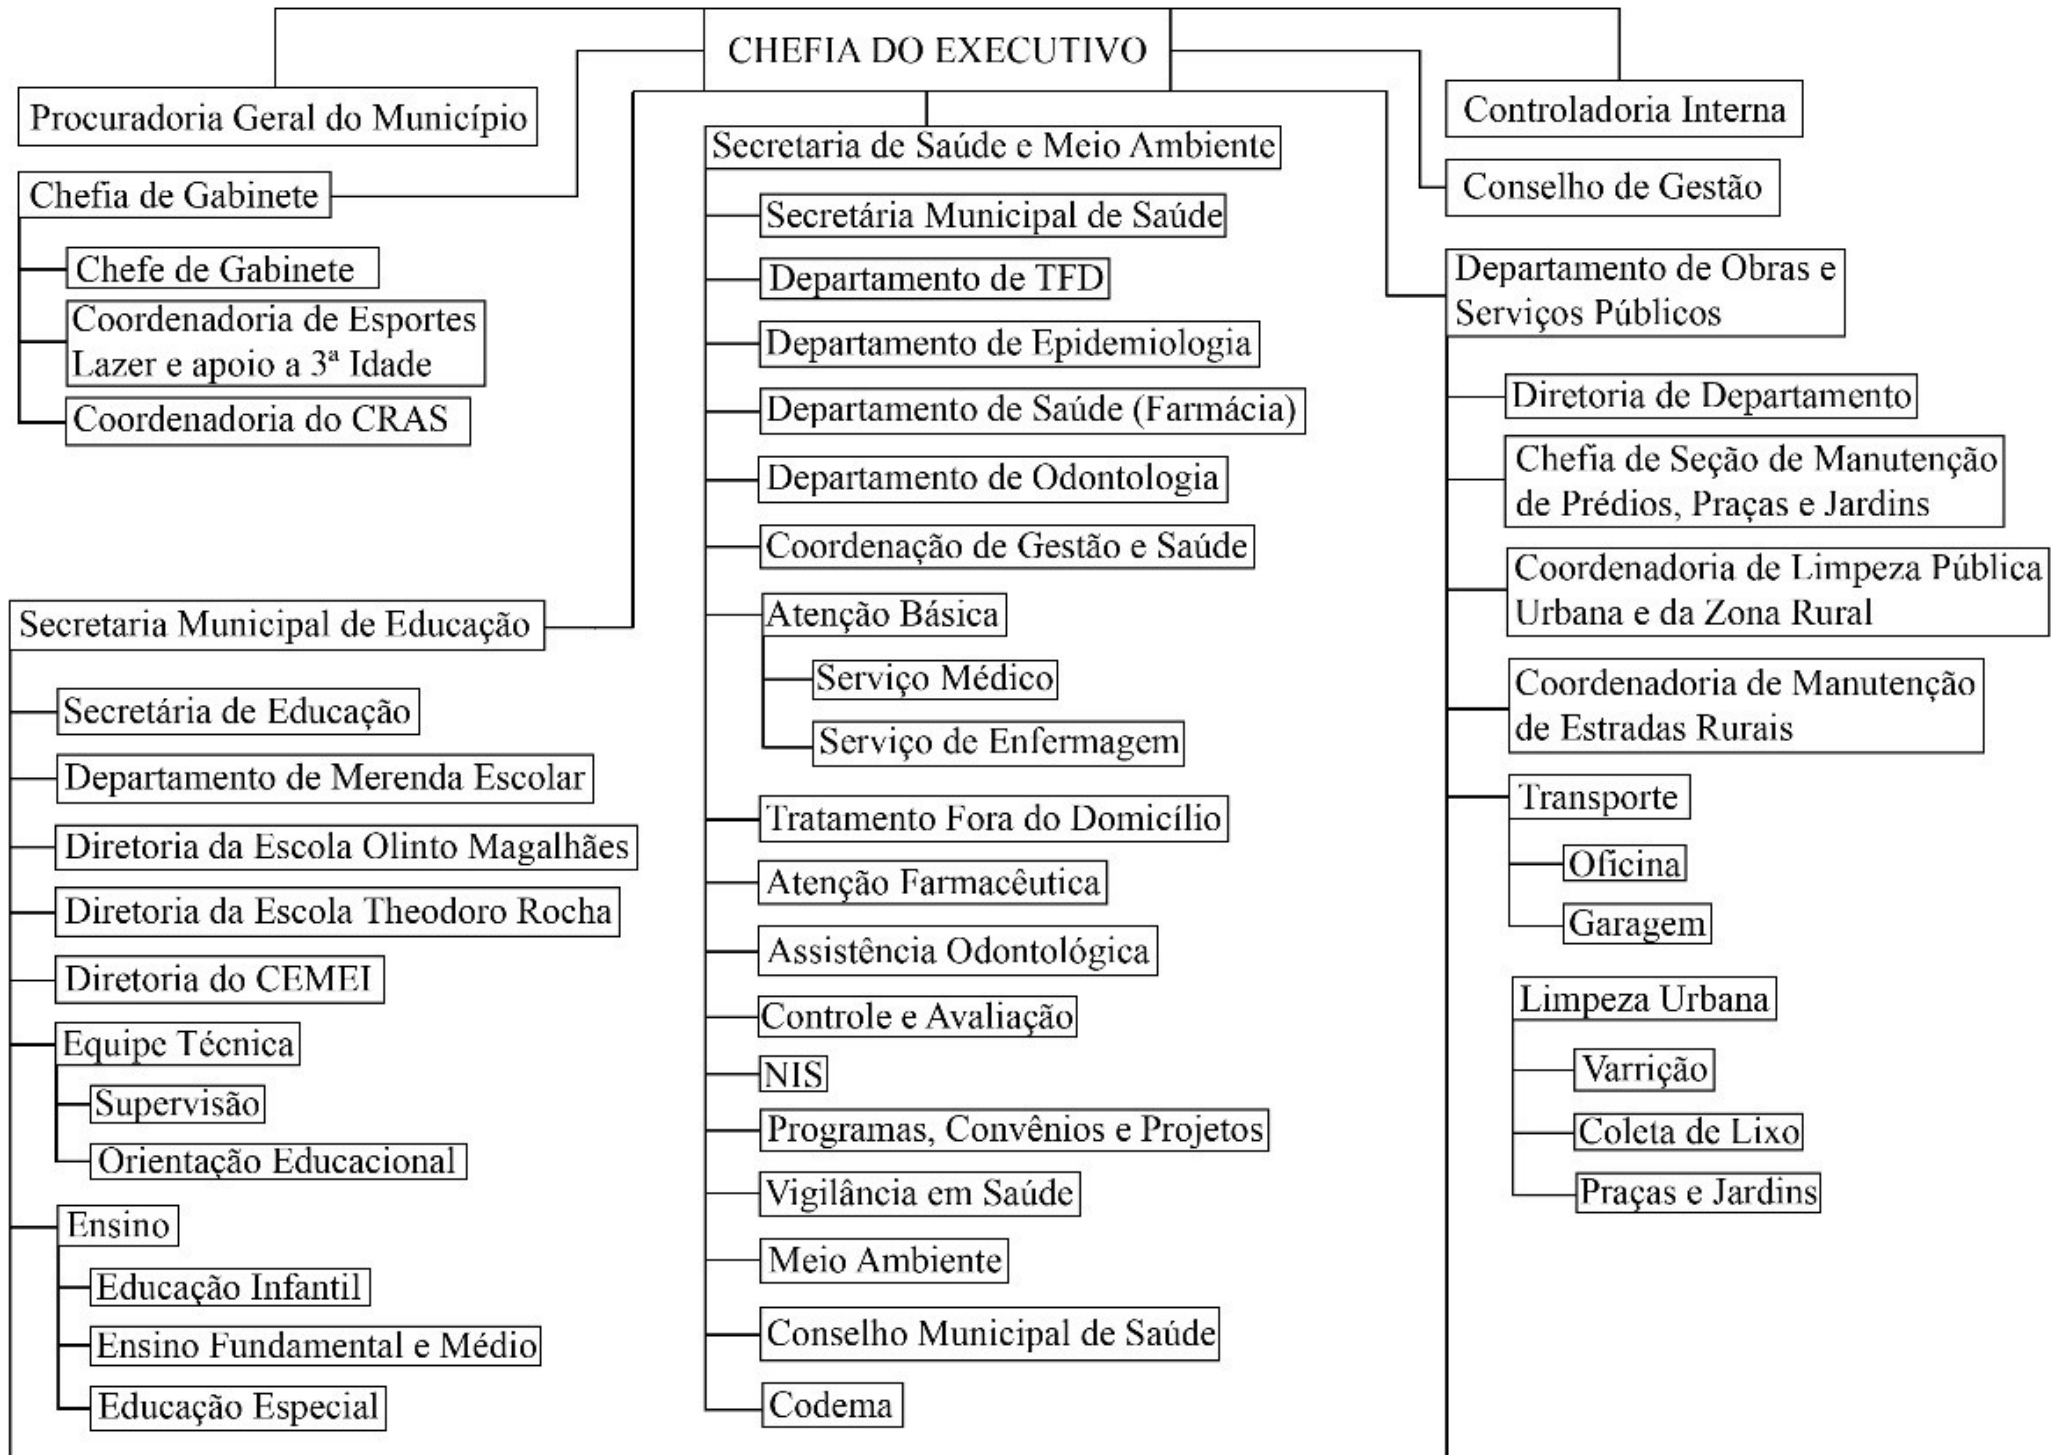 CHEFIA DO EXECUTIVO
Procuradoria Geral do Município
Chefia de Gabinete
Chefe de Gabinete
Coordenadoria de Esportes
Lazer e apoio a 3ª Idade
Coordenadoria do CRAS
Secretaria Municipal de Educação
Secretária de Educação
Departamento de Merenda Escolar
Diretoria da Escola Olinto Magalhães
Diretoria da Escola Theodoro Rocha
Diretoria do CEMEI
Equipe Técnica
Supervisão
Orientação Educacional
Ensino
Educação Infantil
Ensino Fundamental e Médio
Educação Especial
Secretaria de Saúde e Meio Ambiente
Secretária Municipal de Saúde
Departamento de TFD
Departamento de Epidemiologia
Departamento de Saúde (Farmácia)
Departamento de Odontologia
Coordenação de Gestão e Saúde
Atenção Básica
Serviço Médico
Serviço de Enfermagem
Tratamento Fora do Domicílio
Atenção Farmacêutica
Assistência Odontológica
Controle e Avaliação
NIS
Programas, Convênios e Projetos
Vigilância em Saúde
Meio Ambiente
Conselho Municipal de Saúde
Codema
Controladoria Interna
Conselho de Gestão
Departamento de Obras e
Serviços Públicos
Diretoria de Departamento
Chefia de Seção de Manutenção
de Prédios, Praças e Jardins
Coordenadoria de Limpeza Pública
Urbana e da Zona Rural
Coordenadoria de Manutenção
de Estradas Rurais
Transporte
Oficina
Garagem
Limpeza Urbana
Varrição
Coleta de Lixo
Praças e Jardins